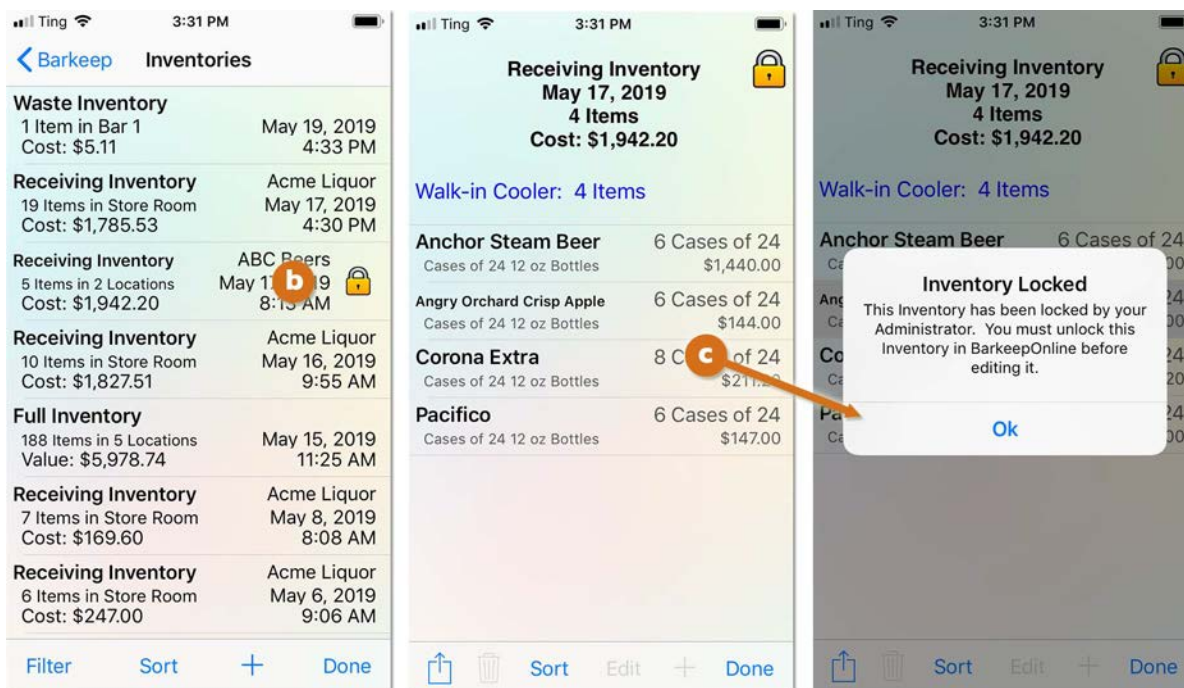 Ting 3:31 PM
Barkeep Inventories
Waste Inventory
1 Item in Bar 1 May 19, 2019
Cost: $5.11 4:33 PM
Receiving Inventory Acme Liquor
19 Items in Store Room May 17, 2019
Cost: $1,785.53 4:30 PM
Receiving Inventory ABC Beers
5 Items in 2 Locations May 17 b 19
Cost: $1,942.20 8:15 AM
Receiving Inventory Acme Liquor
10 Items in Store Room May 16, 2019
Cost: $1,827.51 9:55 AM
Full Inventory
188 Items in 5 Locations May 15, 2019
Value: $5,978.74 11:25 AM
Receiving Inventory Acme Liquor
7 Items in Store Room May 8, 2019
Cost: $169.60 8:08 AM
Receiving Inventory Acme Liquor
6 Items in Store Room May 6, 2019
Cost: $247.00 9:06 AM
Filter Sort + Done
Ting 3:31 PM
Receiving Inventory
May 17, 2019
4 Items
Cost: $1,942.20
Walk-in Cooler: 4 Items
Anchor Steam Beer 6 Cases of 24
Cases of 24 12 oz Bottles $1,440.00
Angry Orchard Crisp Apple 6 Cases of 24
Cases of 24 12 oz Bottles $144.00
Corona Extra 8 C c of 24
Cases of 24 12 oz Bottles $211.20
Pacifico 6 Cases of 24
Cases of 24 12 oz Bottles $147.00
Sort Edit + Done
Ting 3:31 PM
Receiving Inventory
May 17, 2019
4 Items
Cost: $1,942.20
Walk-in Cooler: 4 Items
Anchor Steam Beer 6 Cases of 24
Inventory Locked
This Inventory has been locked by your
Administrator. You must unlock this
Inventory in BarkeepOnline before
editing it.
Ok
Sort Edit + Done